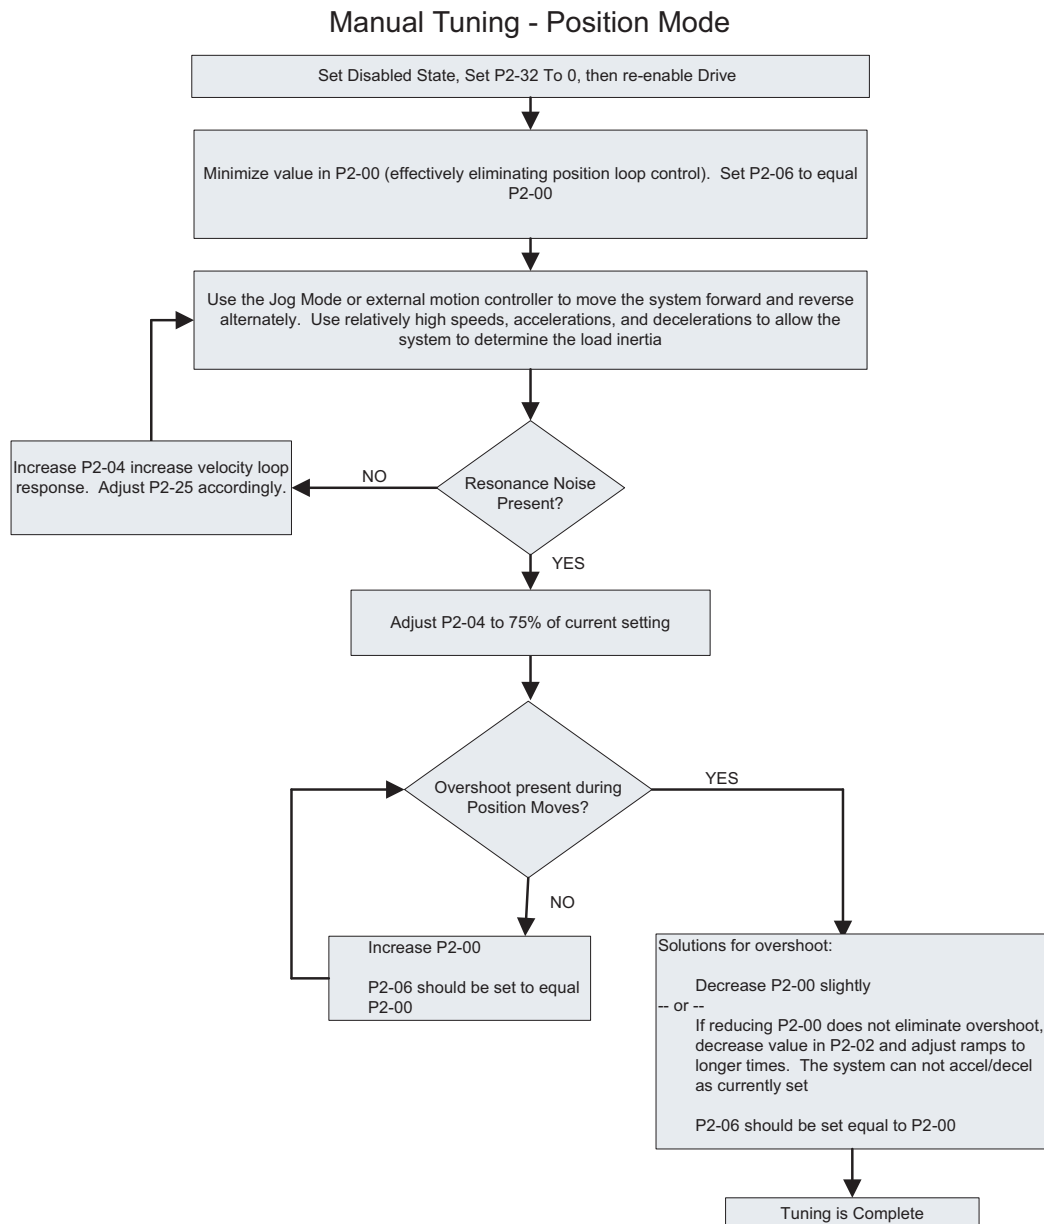 Manual Tuning - Position Mode
Set Disabled State, Set P2-32 To 0, then re-enable Drive
Minimize value in P2-00 (effectively eliminating position loop control).  Set P2-06 to equal
P2-00
Use the Jog Mode or external motion controller to move the system forward and reverse
alternately.  Use relatively high speeds, accelerations, and decelerations to allow the
system to determine the load inertia
Increase P2-04 increase velocity loop
response.  Adjust P2-25 accordingly.
NO
Resonance Noise
Present?
YES
Adjust P2-04 to 75% of current setting
Overshoot present during
Position Moves?
YES
NO
Increase P2-00
P2-06 should be set to equal
P2-00
Solutions for overshoot:
Decrease P2-00 slightly
-- or --
If reducing P2-00 does not eliminate overshoot,
decrease value in P2-02 and adjust ramps to
longer times.  The system can not accel/decel
as currently set
P2-06 should be set equal to P2-00
Tuning is Complete